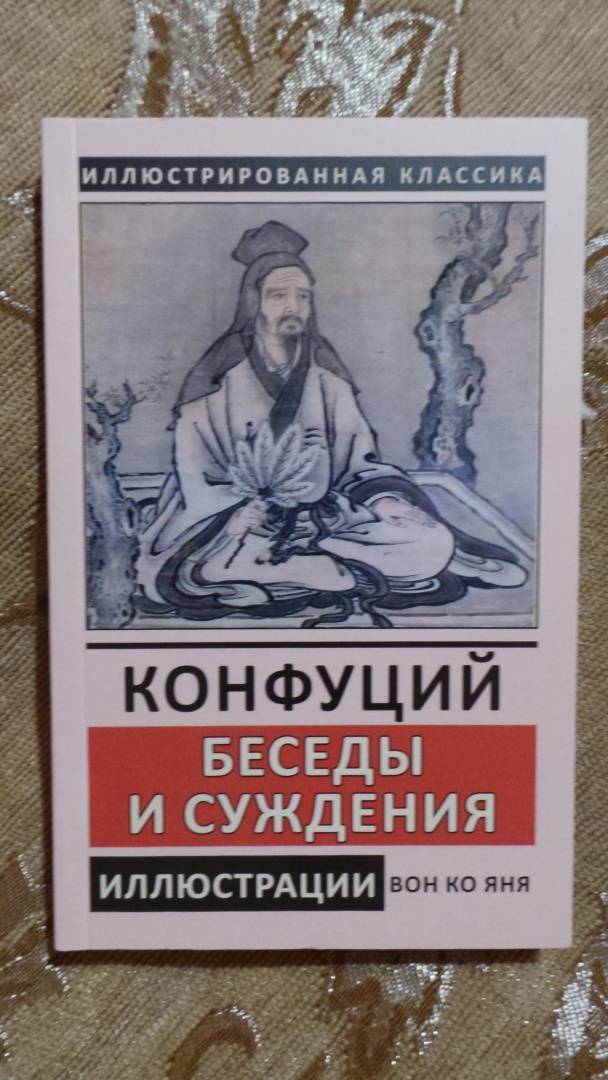 ИЛЛЮСТРИРОВАННАЯ КЛАССИКА
КОНФУЦИЙ
БЕСЕДЫ
И СУЖДЕНИЯ
ИЛЛЮСТРАЦИИ ВОН КО ЯНЯ